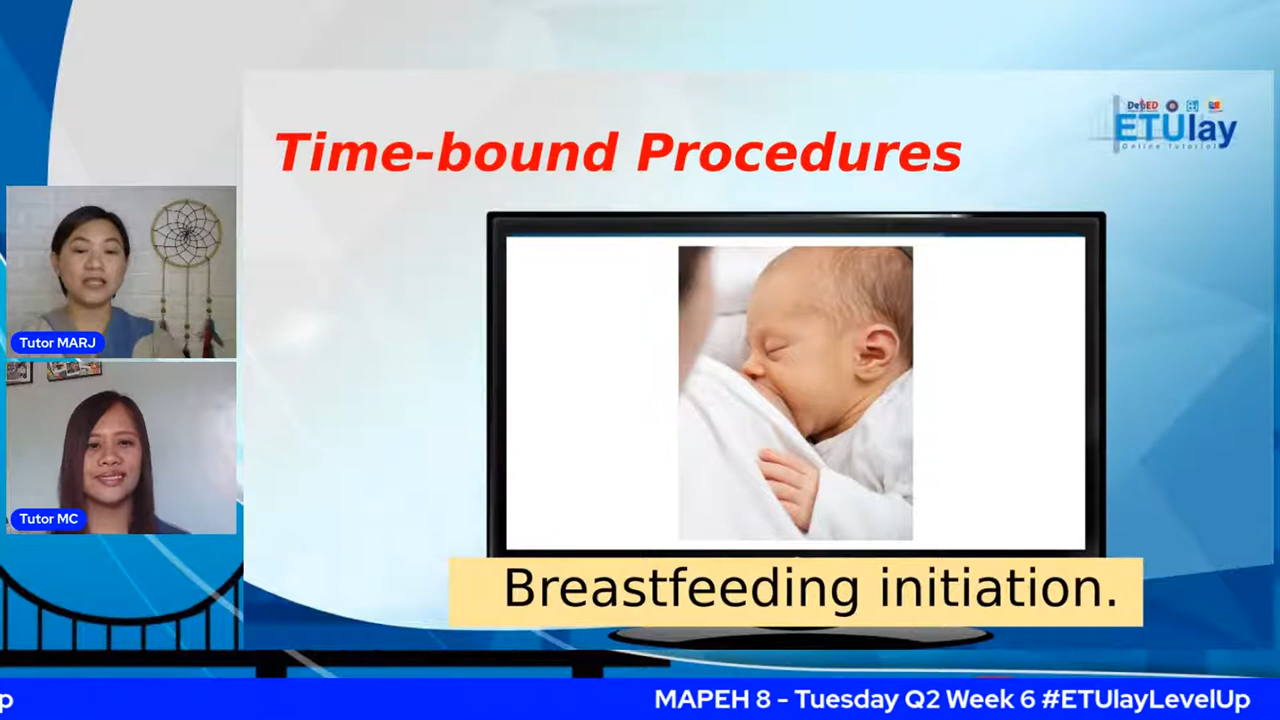 DepED
ETUlay
Online Tutorial
Time-bound Procedures
Tutor MARJ
Tutor MC
Breastfeeding initiation.
p
MAPEH 8 - Tuesday Q2 Week 6 #ETUlayLevelUp